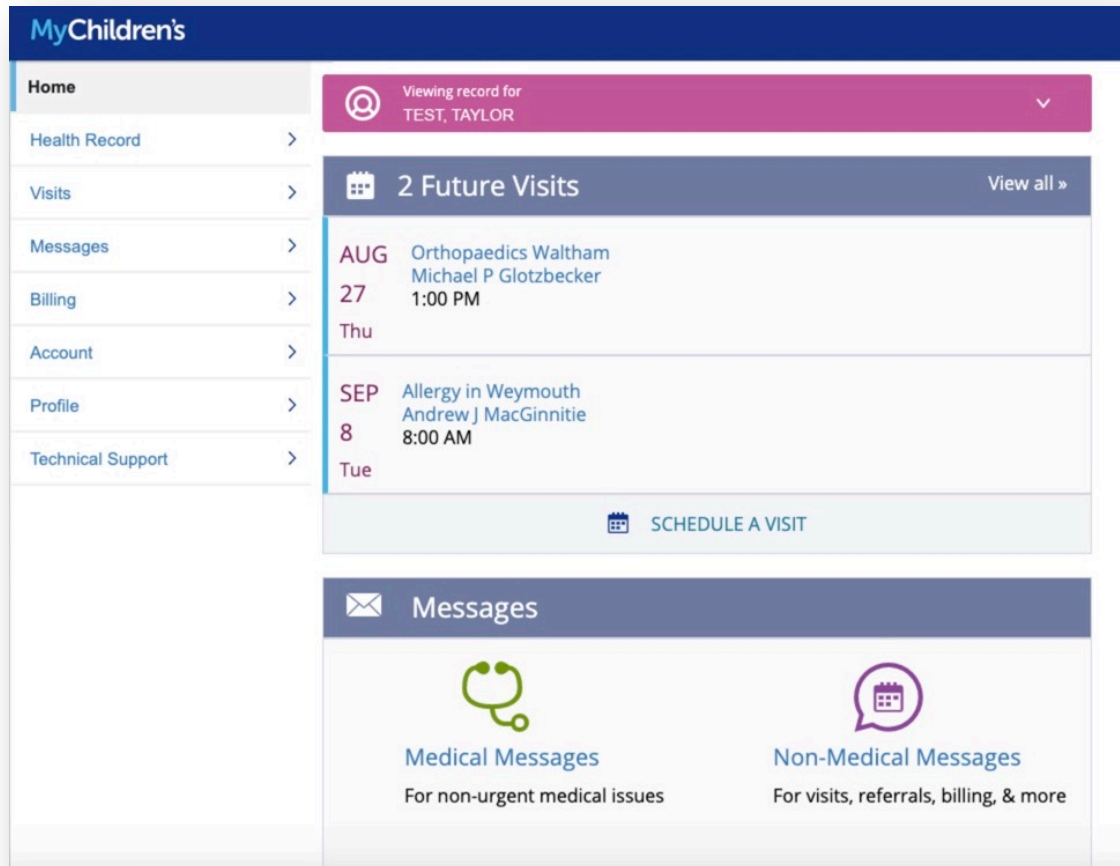 MyChildren's
Home
Health Record
Visits
Messages
Billing
Account
Profile
Technical Support
Viewing record for
TEST, TAYLOR
2 Future Visits
View all »
AUG
27
Thu
Orthopaedics Waltham
Michael P Glotzbecker
1:00 PM
SEP
8
Tue
Allergy in Weymouth
Andrew J MacGinnitie
8:00 AM
SCHEDULE A VISIT
Messages
Medical Messages
For non-urgent medical issues
Non-Medical Messages
For visits, referrals, billing, & more